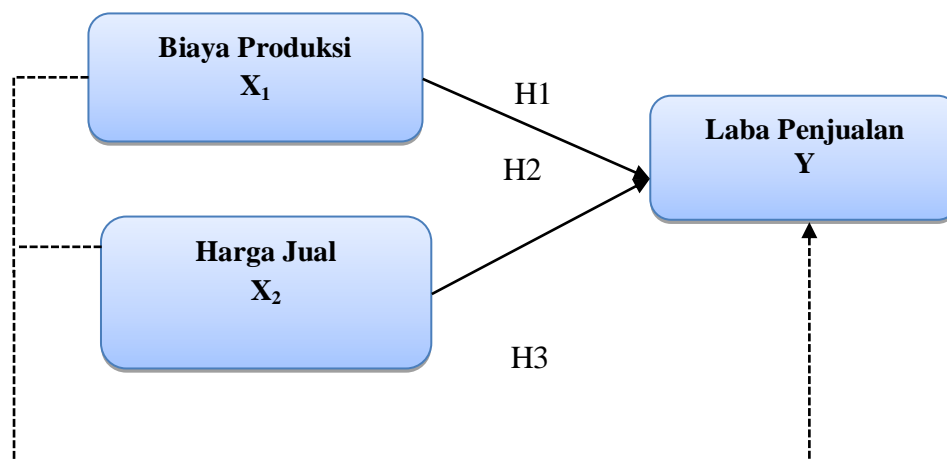 Biaya Produksi
X₁
H1
Laba Penjualan
Y
H2
Harga Jual
X₂
H3